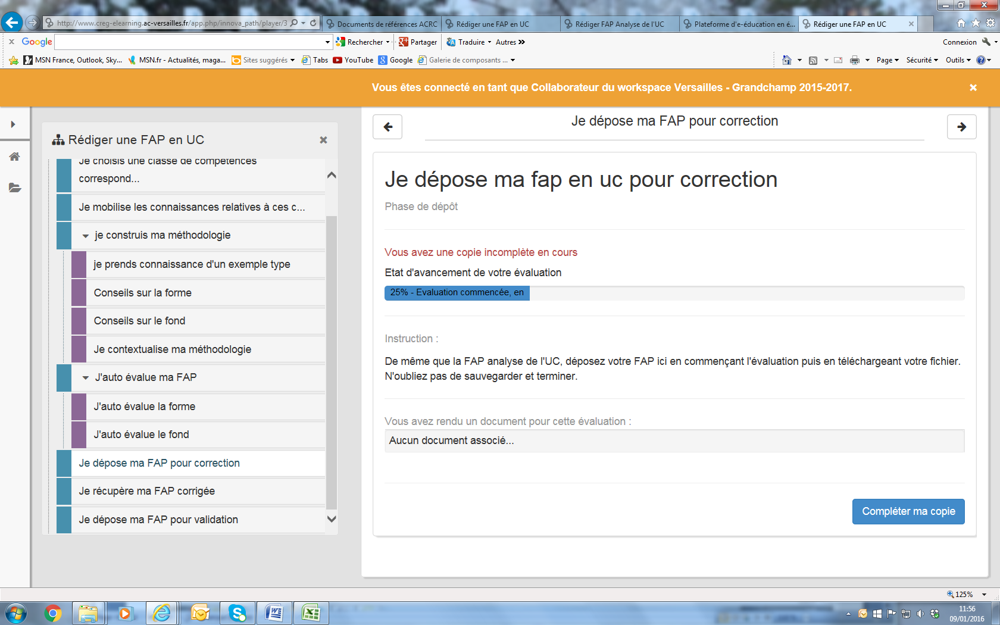 http://www.creg-elearning.ac-versailles.fr/app.php/innova_path/player/3
Documents de références ACRC
Rédiger une FAP en UC
Rédiger FAP Analyse de l'UC
Plateforme d'e-éducation en é...
Rédiger une FAP en UC
x Google
Rechercher
Partager
Traduire
Autres »
Connexion
MSN France, Outlook, Sky...
MSN.fr - Actualités, maga...
Sites suggérés
Tabs
YouTube
Google
Galerie de composants ...
Page
Sécurité
Outils
Vous êtes connecté en tant que Collaborateur du workspace Versailles - Grandchamp 2015-2017.
Rédiger une FAP en UC
Je choisis une classe de compétences
correspond...
Je mobilise les connaissances relatives à ces c...
je construis ma méthodologie
je prends connaissance d'un exemple type
Conseils sur la forme
Conseils sur le fond
Je contextualise ma méthodologie
J'auto évalue ma FAP
J'auto évalue la forme
J'auto évalue le fond
Je dépose ma FAP pour correction
Je récupère ma FAP corrigée
Je dépose ma FAP pour validation
Je dépose ma FAP pour correction
Je dépose ma fap en uc pour correction
Phase de dépôt
Vous avez une copie incomplète en cours
Etat d'avancement de votre évaluation
25% - Evaluation commencée, en
Instruction :
De même que la FAP analyse de l'UC, déposez votre FAP ici en commençant l'évaluation puis en téléchargeant votre fichier.
N'oubliez pas de sauvegarder et terminer.
Vous avez rendu un document pour cette évaluation :
Aucun document associé...
Compléter ma copie
125%
11:56
09/01/2016